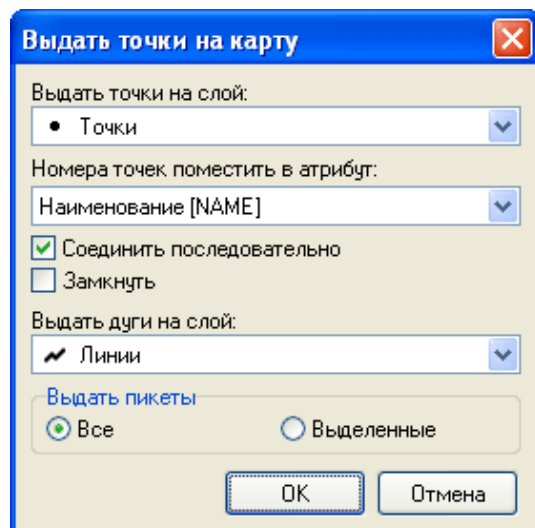 Выдать точки на карту
Выдать точки на слой:
Точки
Номера точек поместить в атрибут:
Наименование [NAME]
Соединить последовательно
Замкнуть
Выдать дуги на слой:
Линии
Выдать пикеты
Все Выделенные
OK Отмена